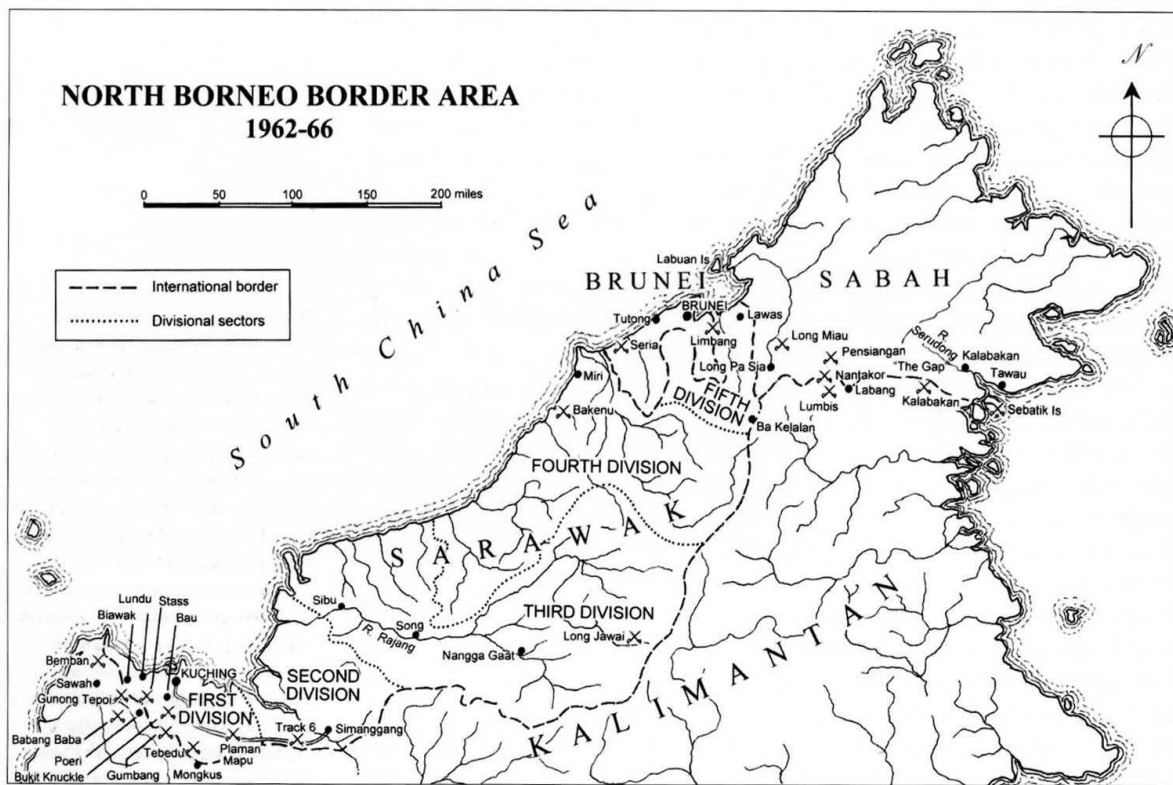 NORTH BORNEO BORDER AREA
1962-66
0 50 100 150 200 miles
International border
Divisional sectors
N
South China Sea
Labuan Is
BRUNEI
SABAH
BRUNEI
Tutong
Lawas
Limbang
Seria
Long Miau
R. Serudong
Kalabakan
Pensiangan
"The Gap"
Miri
Long Pa Sia
Nantakor
Tawau
FIFTH
DIVISION
Labang
Lumbis
Kalabakan
Sebatik Is
Bakenu
Ba Kelalan
FOURTH DIVISION
SARAWAK
Lundu
Stass
Biawak
Bau
Sibu
THIRD DIVISION
Song
R. Rajang
Long Jawai
Nangga Gaat
KALIMANTAN
Bemban
KUCHING
SECOND
DIVISION
Sawah
Gunong Tepoi
FIRST
DIVISION
Track 6
Simanggang
Babang Baba
Plaman
Mapu
Poeri
Tebedu
Bukit Knuckle
Gumbang
Mongkus